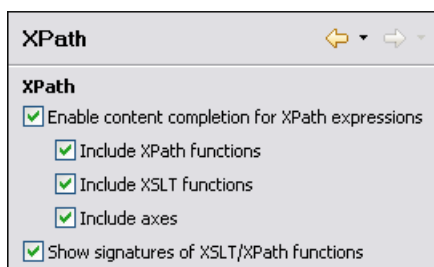 XPath
XPath
Enable content completion for XPath expressions
Include XPath functions
Include XSLT functions
Include axes
Show signatures of XSLT/XPath functions